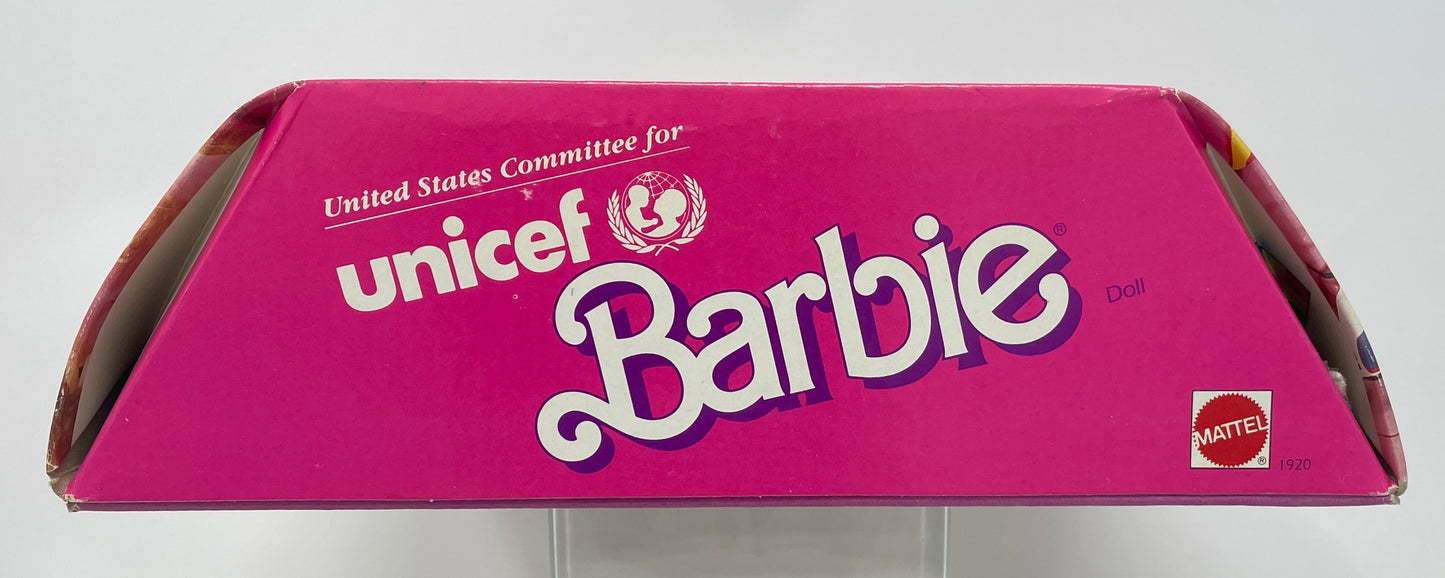 United States Committee for
unicef
Barbie®
Doll
MATTEL®
1920